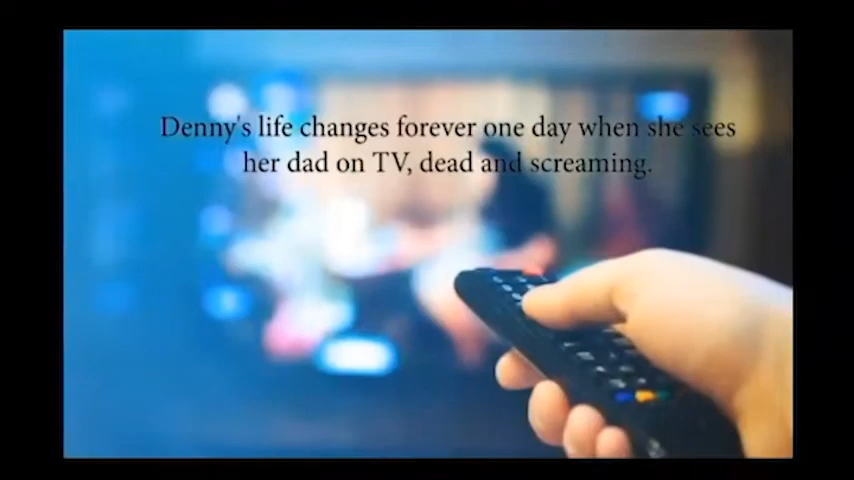 Denny's life changes forever one day when she sees
her dad on TV, dead and screaming.